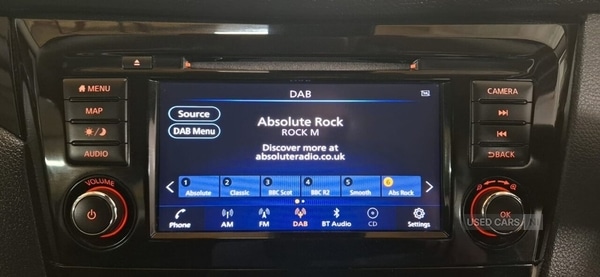 MENU
MAP
AUDIO
VOLUME
DAB
Source
DAB Menu
Absolute Rock
ROCK M
Discover more at
absoluteradio.co.uk
1 Absolute
2 Classic
3 BBC Scot
4 BBC R2
5 Smooth
6 Abs Rock
Phone
AM
FM
DAB
BT Audio
CD
Settings
CAMERA
BACK
OK
USED CARS NI